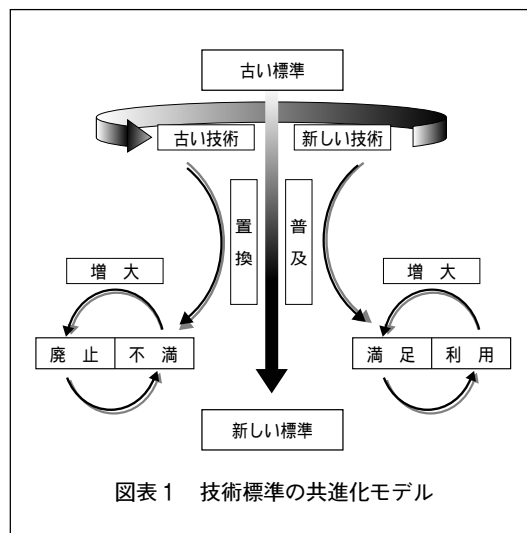 古い標準
古い技術
新しい技術
置換
普及
増 大
増 大
廃 止
不 満
満 足
利 用
新しい標準
図表1 技術標準の共進化モデル